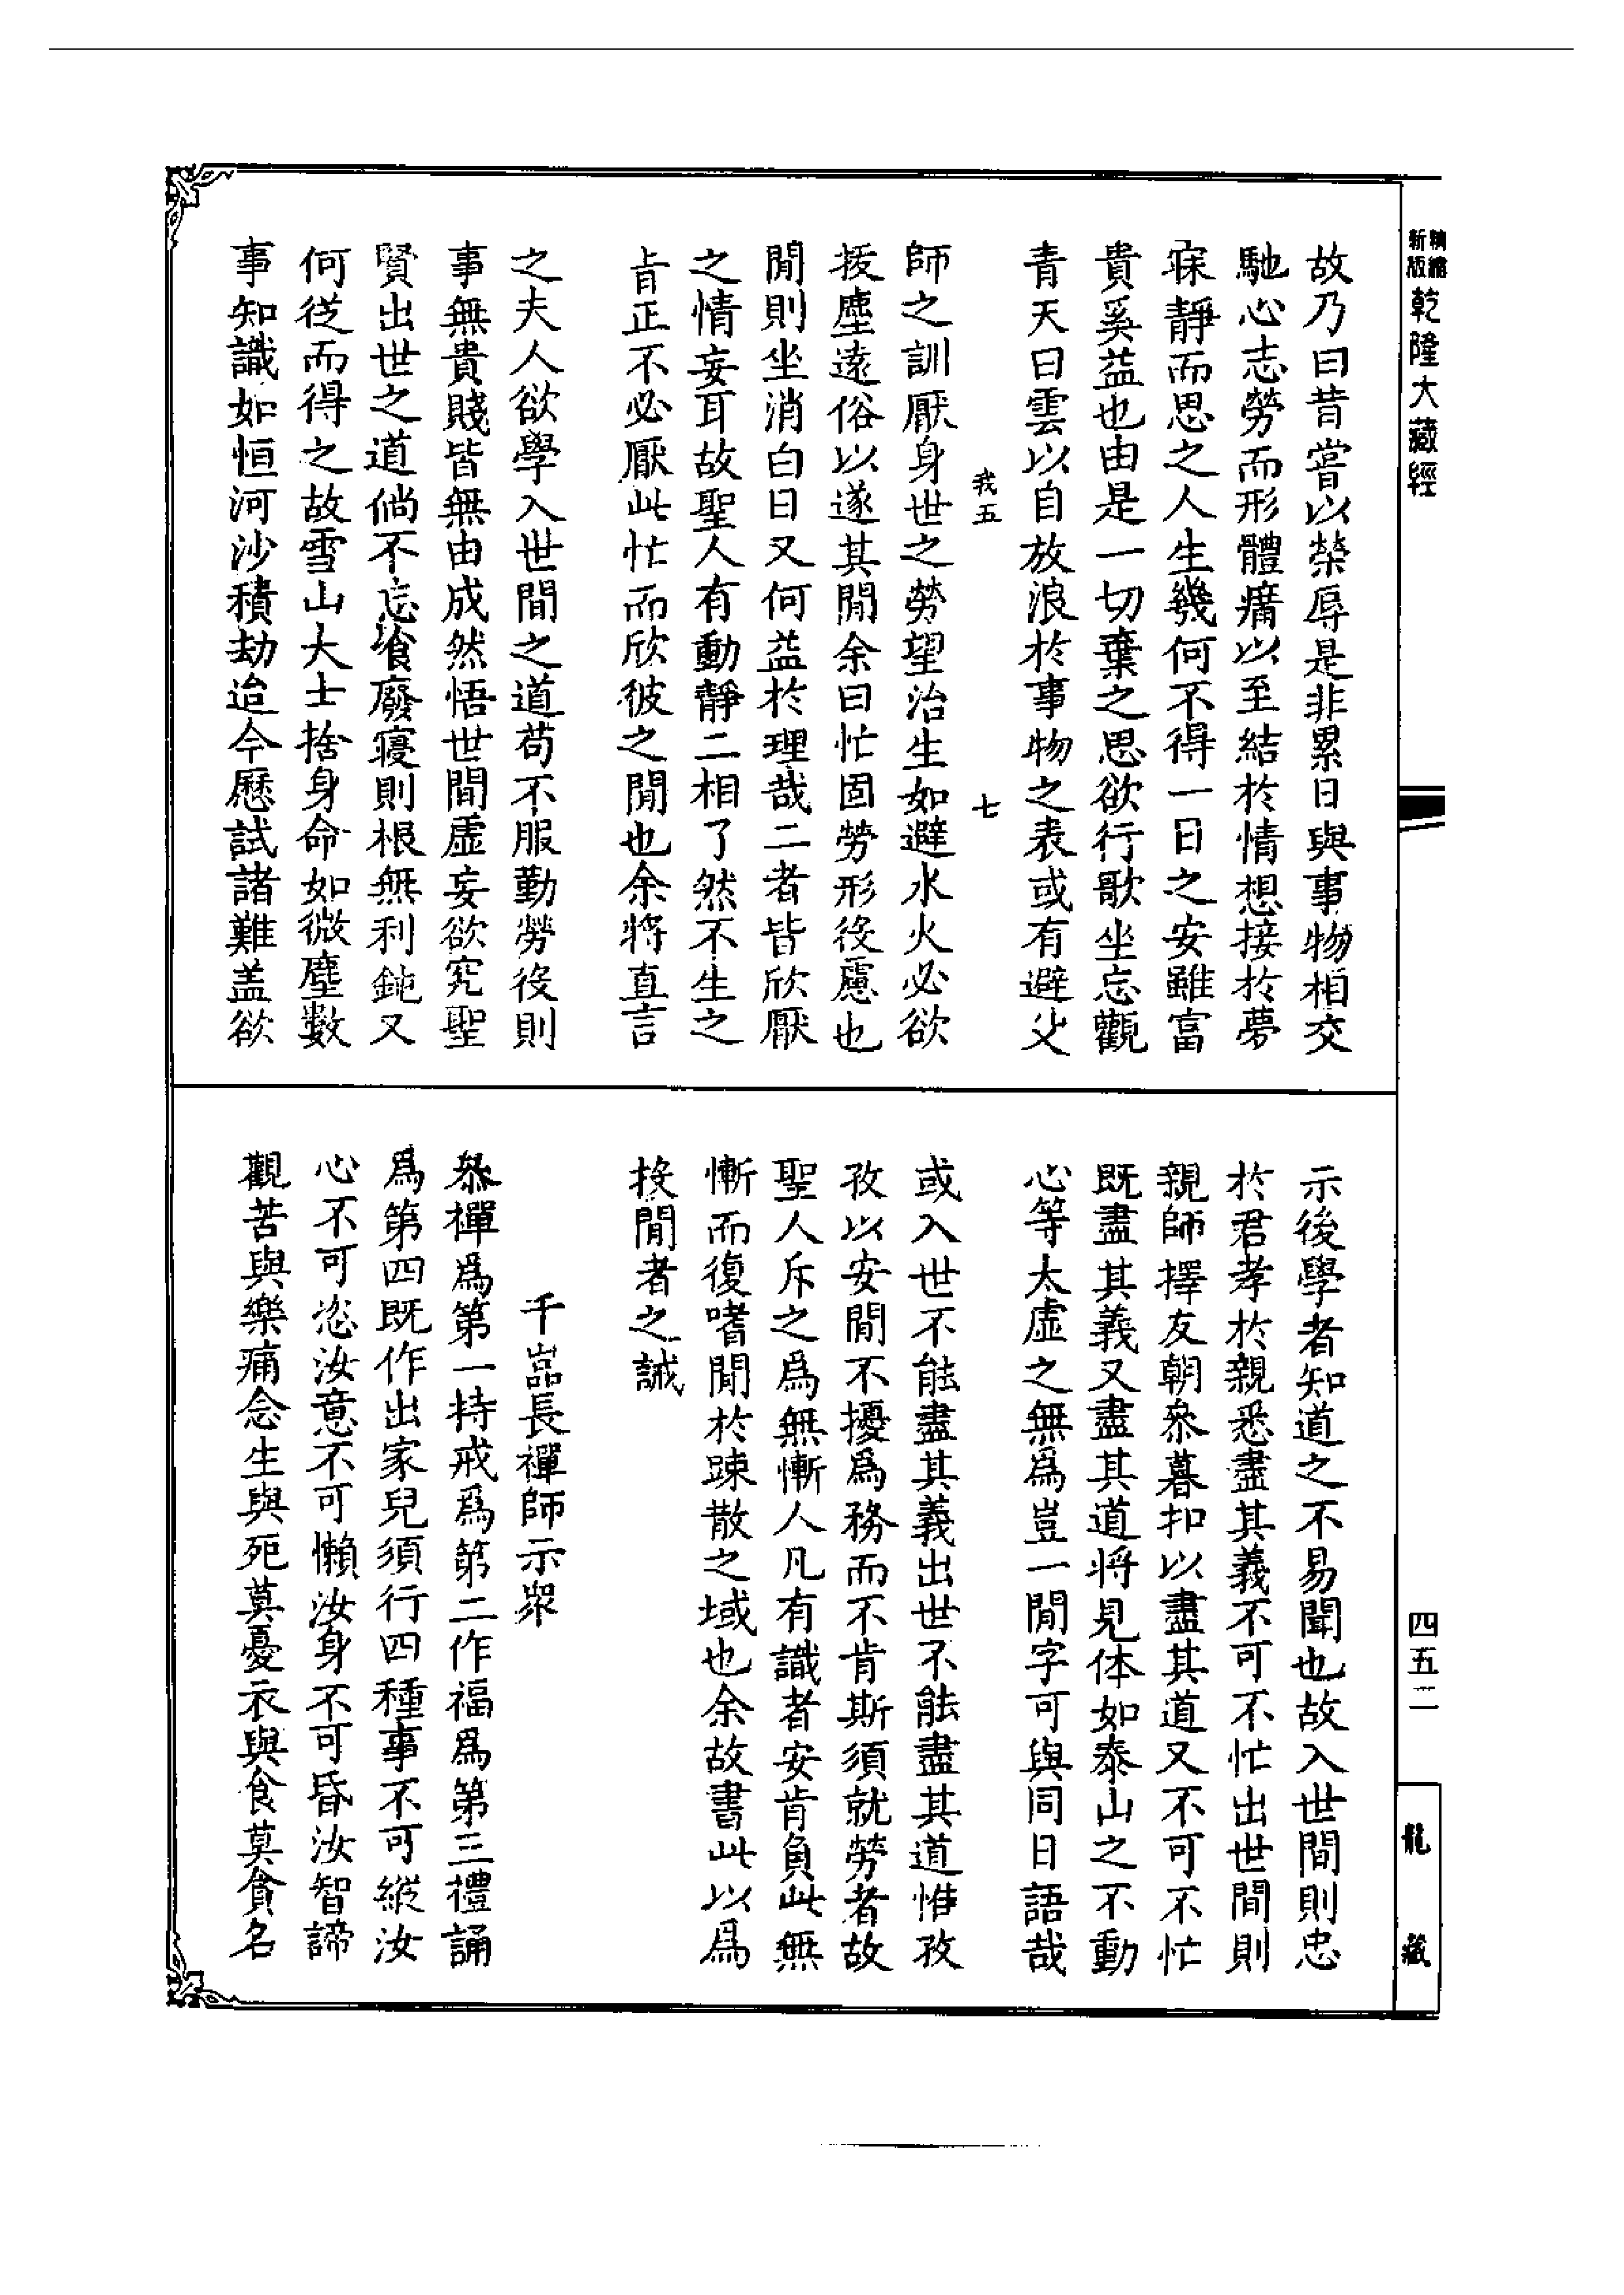 新版精縮乾隆大藏經
故乃曰昔嘗以榮辱是非累日與事物相交
馳心志勞而形體癯以至結於情想接於夢
寐靜而思之人生幾何不得一日之安雖富
貴奚益也由是一切棄之思欲行歌坐忘觀
青天白雲以自放浪於事物之表或有避父
我五 七
師之訓厭身世之勞望治生如避水火必欲
拔塵遠俗以遂其閒余曰忙固勞形役慮也
閒則坐消白日又何益於理哉二者皆欣厭
之情妄耳故聖人有動靜二相了然不生之
㫖正不必厭此忙而欣彼之閒也余將直言
之夫人欲學入世間之道苟不服勤勞役則
事無貴賤皆無由成然悟世間虛妄欲究聖
賢出世之道倘不忘飡廢寢則根無利鈍又
何從而得之故雪山大士捨身命如微塵數
事知識如恒河沙積劫迨今歷試諸難盖欲
示後學者知道之不易聞也故入世間則忠
於君孝於親悉盡其義不可不忙出世間則
親師擇友朝叅暮扣以盡其道又不可不忙
既盡其義又盡其道將見体如泰山之不動
心等太虛之無爲豈一閒字可與同日語哉
或入世不能盡其義出世不能盡其道惟孜
孜以安閒不擾爲務而不肯斯須就勞者故
聖人斥之爲無慚人凡有識者安肯負此無
慚而復嗜閒於踈散之域也余故書此以爲
投閒者之誡
千嵓長禪師示衆
叅禪爲第一持戒爲第二作福爲第三禮誦
爲第四既作出家兒須行四種事不可縱汝
心不可恣汝意不可懶汝身不可昏汝智諦
觀苦與樂痛念生與死莫憂衣與食莫貪名
四五二
龍藏